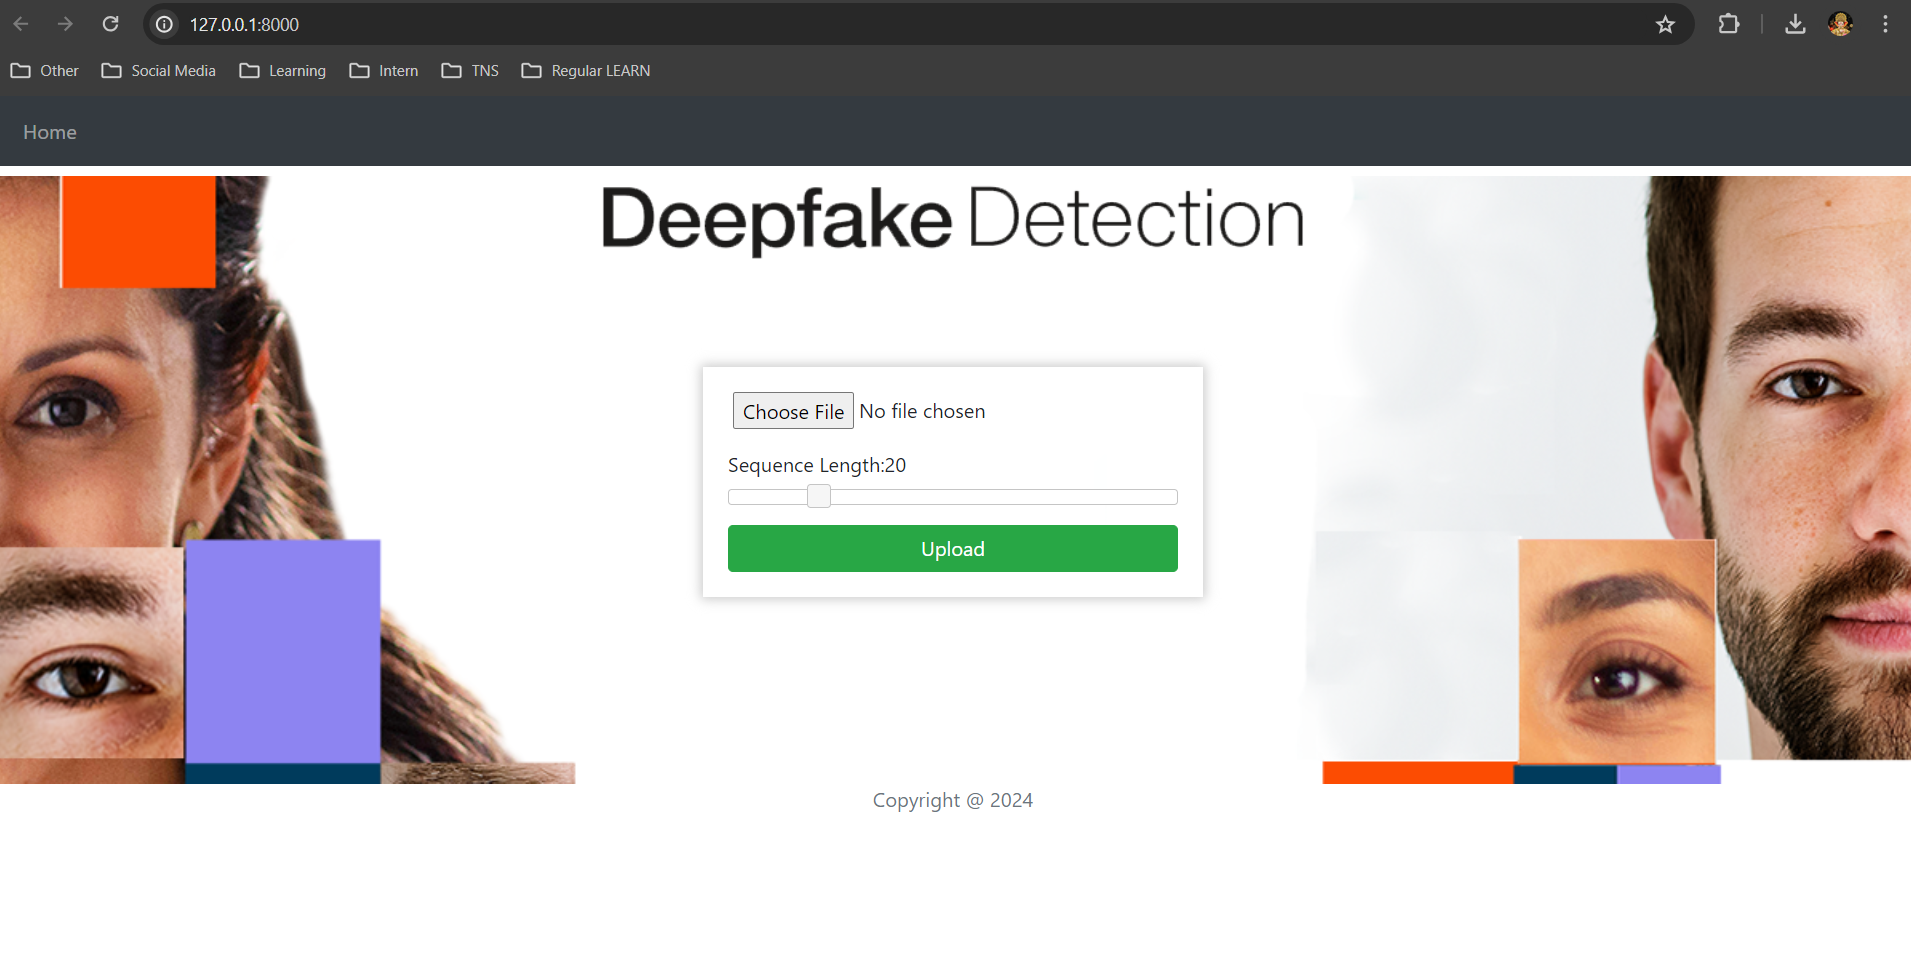 127.0.0.1:8000
Other Social Media Learning Intern TNS Regular LEARN
Home
Deepfake Detection
Choose File No file chosen
Sequence Length:20
Upload
Copyright @ 2024